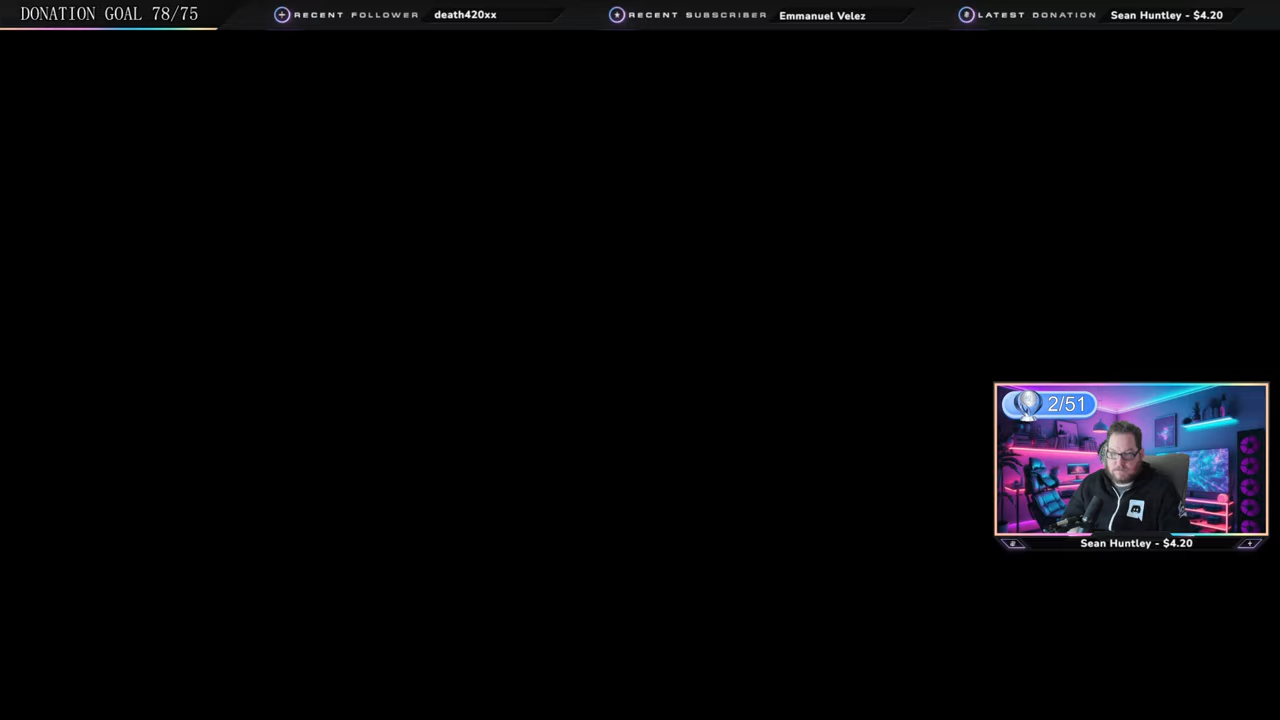 DONATION GOAL 78/75
RECENT FOLLOWER death420xx
RECENT SUBSCRIBER Emmanuel Velez
LATEST DONATION Sean Huntley - $4.20
2/51
Sean Huntley - $4.20